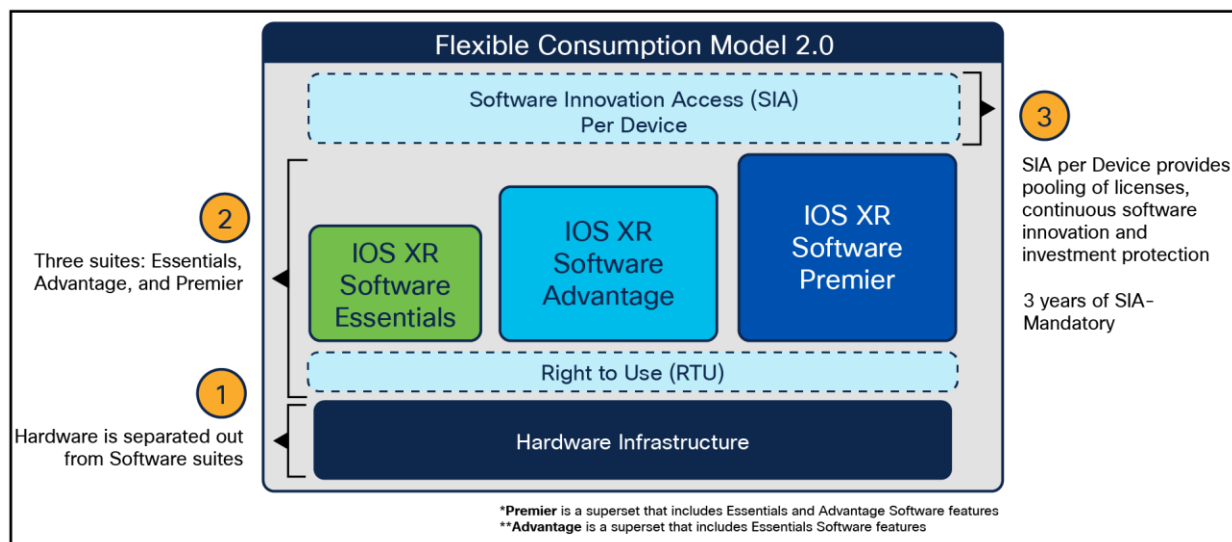 Flexible Consumption Model 2.0
Software Innovation Access (SIA)
Per Device
3
SIA per Device provides
pooling of licenses,
continuous software
innovation and
investment protection
3 years of SIA-
Mandatory
2
Three suites: Essentials,
Advantage, and Premier
IOS XR
Software
Essentials
IOS XR
Software
Advantage
IOS XR
Software
Premier
Right to Use (RTU)
1
Hardware is separated out
from Software suites
Hardware Infrastructure
*Premier is a superset that includes Essentials and Advantage Software features
**Advantage is a superset that includes Essentials Software features